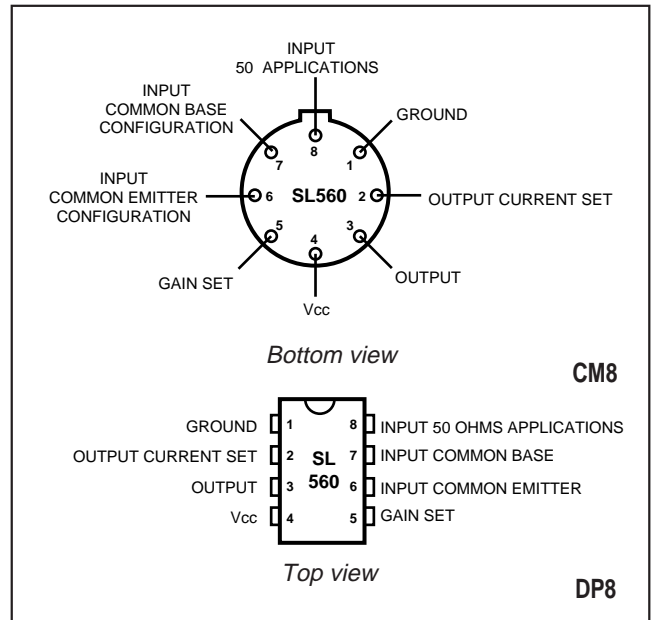 INPUT
50 APPLICATIONS
INPUT
COMMON BASE
CONFIGURATION
GROUND
8
7
1
INPUT
COMMON EMITTER
CONFIGURATION
6
SL560
2
OUTPUT CURRENT SET
5
4
3
GAIN SET
OUTPUT
Vcc
Bottom view
CM8
GROUND
1
8
INPUT 50 OHMS APPLICATIONS
OUTPUT CURRENT SET
2
SL
7
INPUT COMMON BASE
OUTPUT
3
560
6
INPUT COMMON EMITTER
Vcc
4
5
GAIN SET
Top view
DP8